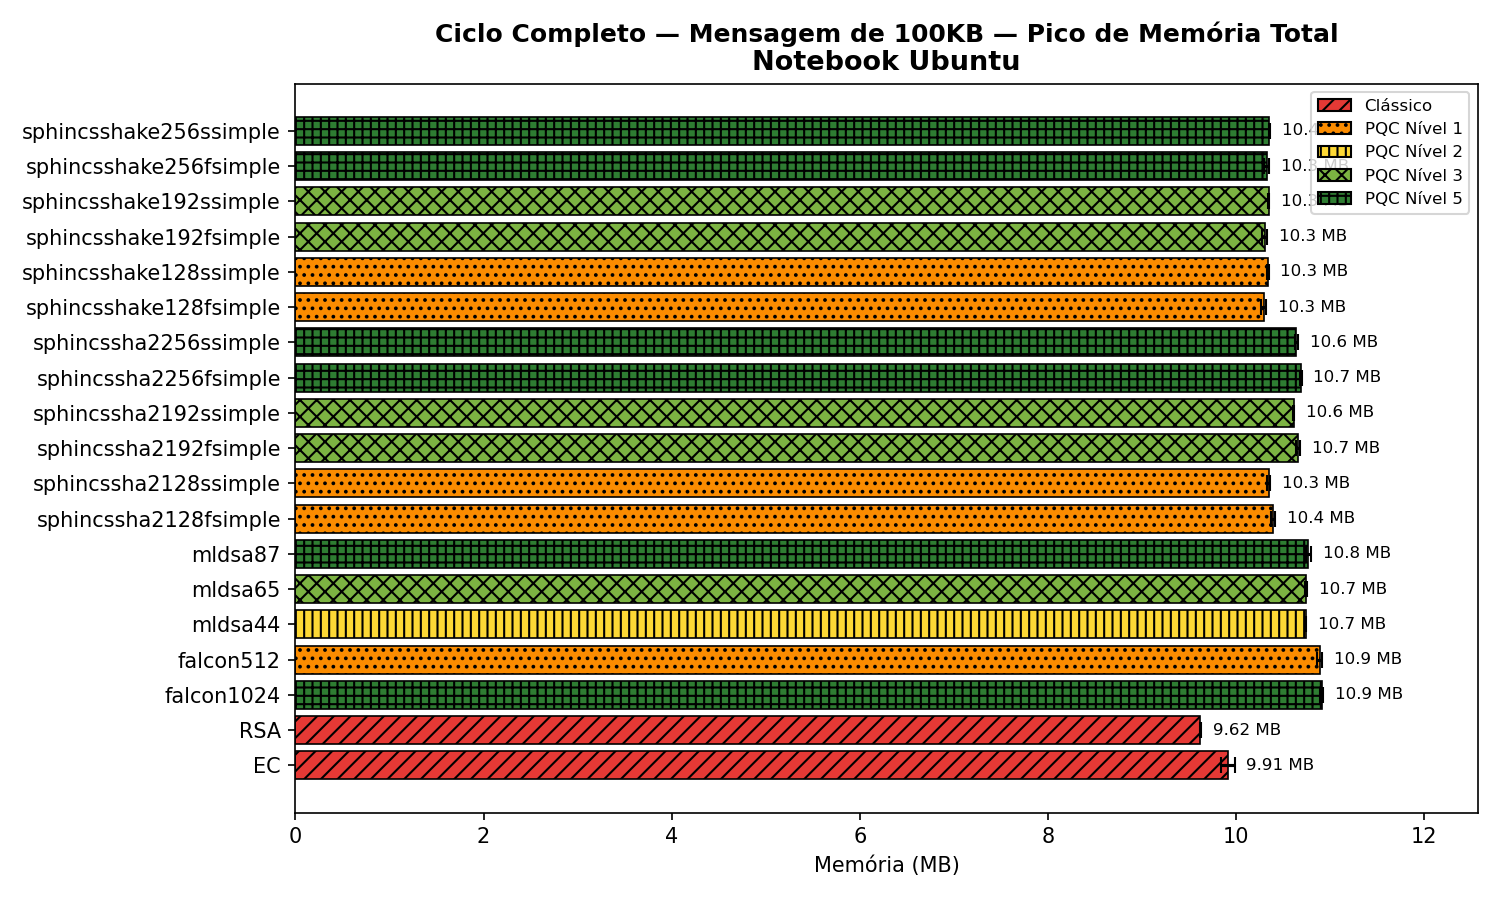 Ciclo Completo — Mensagem de 100KB — Pico de Memória Total
Notebook Ubuntu
sphincsshake256ssimple
sphincsshake256fsimple 10.3 MB
sphincsshake192ssimple
sphincsshake192fsimple 10.3 MB
sphincsshake128ssimple 10.3 MB
sphincsshake128fsimple 10.3 MB
sphincssha2256ssimple 10.6 MB
sphincssha2256fsimple 10.7 MB
sphincssha2192ssimple 10.6 MB
sphincssha2192fsimple 10.7 MB
sphincssha2128ssimple 10.3 MB
sphincssha2128fsimple 10.4 MB
mldsa87 10.8 MB
mldsa65 10.7 MB
mldsa44 10.7 MB
falcon512 10.9 MB
falcon1024 10.9 MB
RSA 9.62 MB
EC 9.91 MB
Clássico
PQC Nível 1
PQC Nível 2
PQC Nível 3
PQC Nível 5
0 2 4 6 8 10 12
Memória (MB)